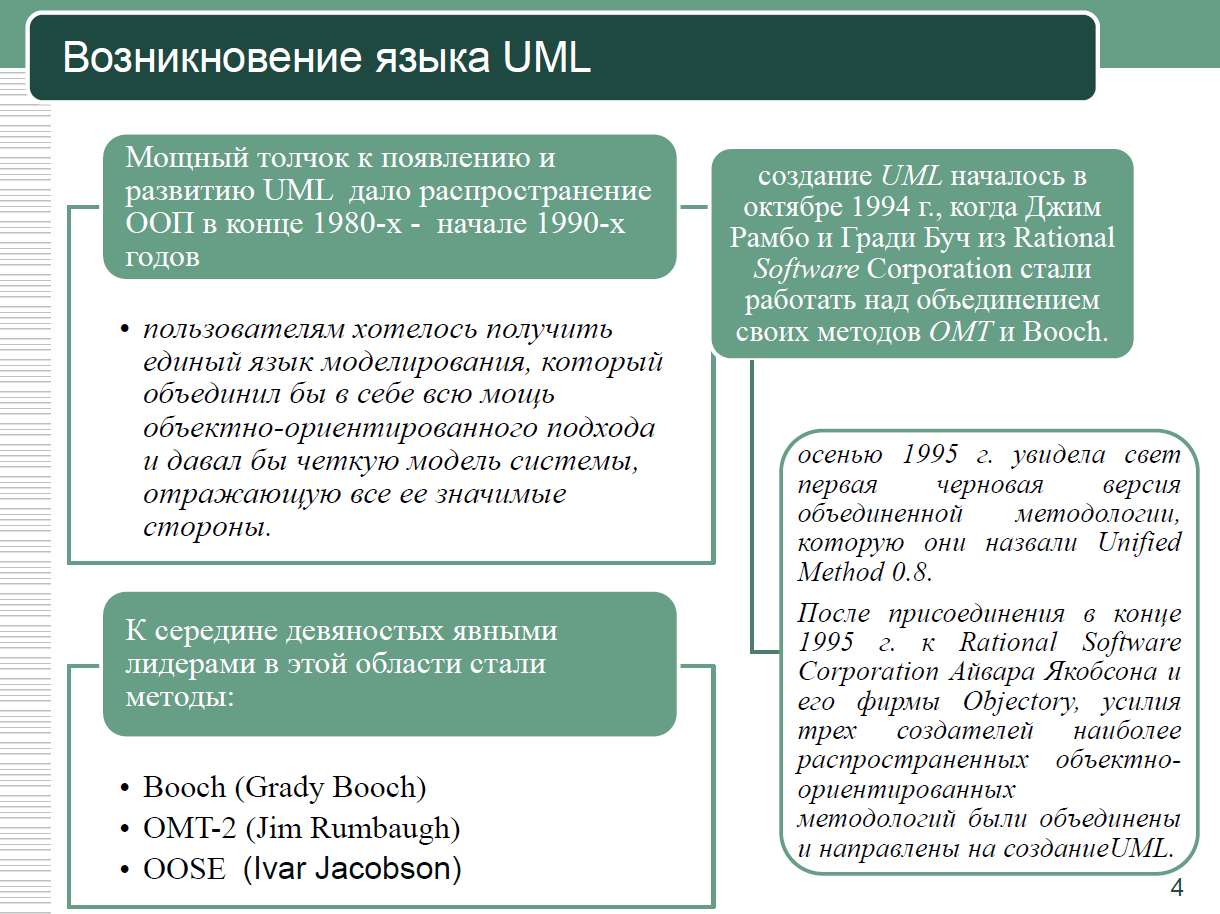 Возникновение языка UML
Мощный толчок к появлению и
развитию UML дало распространение
ООП в конце 1980-х - начале 1990-х
годов
• пользователям хотелось получить
единый язык моделирования, который
объединил бы в себе всю мощь
объектно-ориентированного подхода
и давал бы четкую модель системы,
отражающую все ее значимые
стороны.
К середине девяностых явными
лидерами в этой области стали
методы:
• Booch (Grady Booch)
• OMT-2 (Jim Rumbaugh)
• OOSE (Ivar Jacobson)
создание UML началось в
октябре 1994 г., когда Джим
Рамбо и Гради Буч из Rational
Software Corporation стали
работать над объединением
своих методов OMT и Booch.
осенью 1995 г. увидела свет
первая черновая версия
объединенной методологии,
которую они назвали Unified
Method 0.8.
После присоединения в конце
1995 г. к Rational Software
Corporation Айвара Якобсона и
его фирмы Objectory, усилия
трех создателей наиболее
распространенных объектно-
ориентированных
методологий были объединены
и направлены на созданиеUML.
4